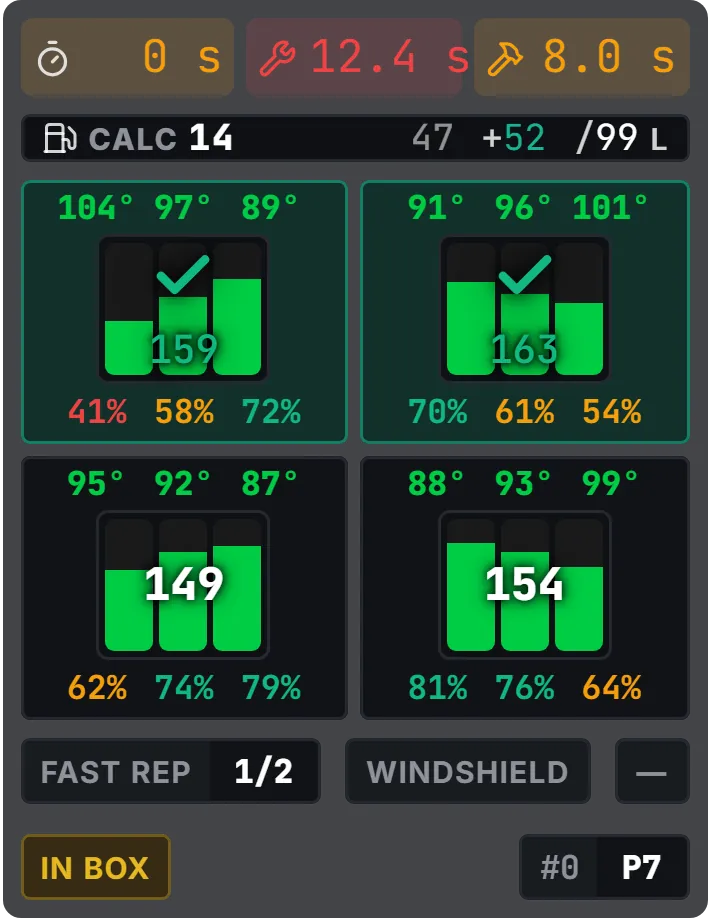 0 s 12.4 s 8.0 s
CALC 14 47 +52 /99 L
104° 97° 89° 91° 96° 101°
159 163
41% 58% 72% 70% 61% 54%
95° 92° 87° 88° 93° 99°
149 154
62% 74% 79% 81% 76% 64%
FAST REP 1/2 WINDSHIELD —
IN BOX #0 P7